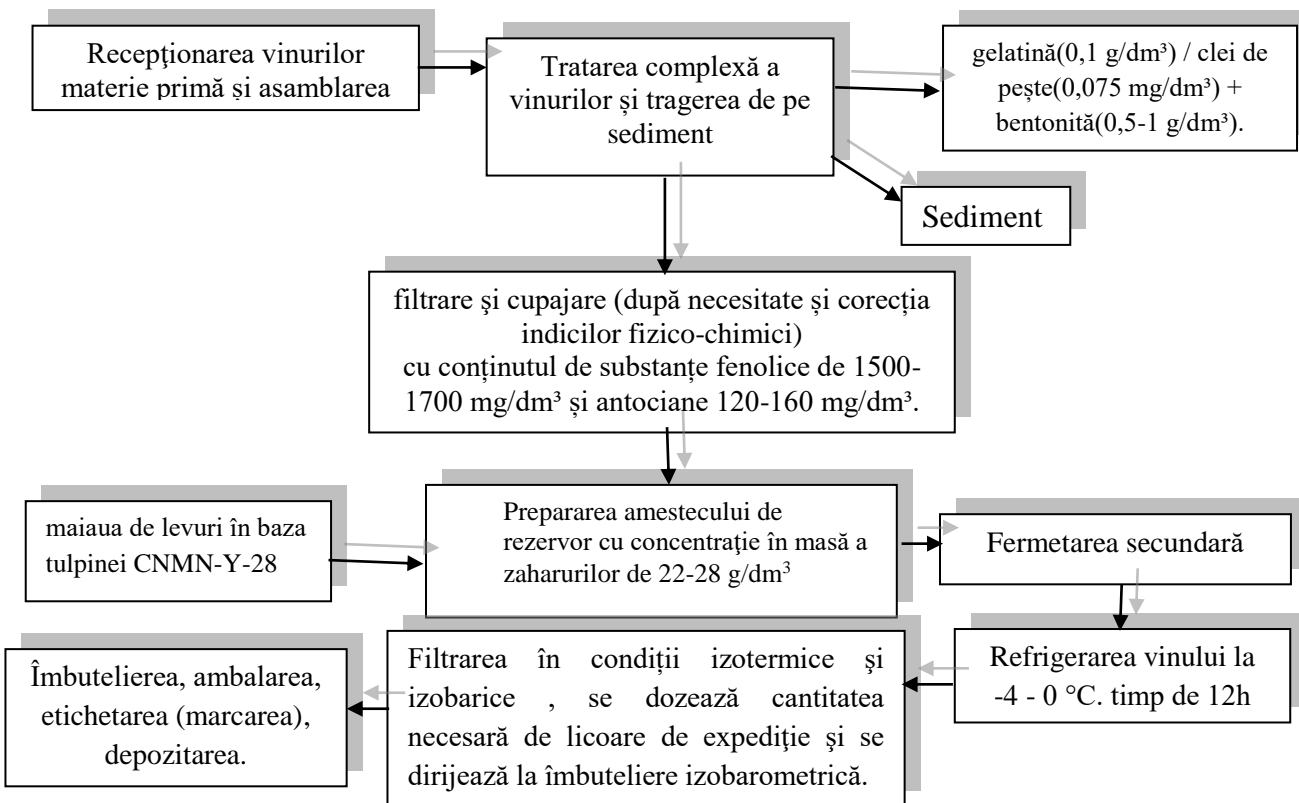 Recepţionarea vinurilor
materie primă și asamblarea
Tratarea complexă a
vinurilor și tragerea de pe
sediment
gelatină(0,1 g/dm³) / clei de
pește(0,075 mg/dm³) +
bentonită(0,5-1 g/dm³).
Sediment
filtrare şi cupajare (după necesitate și corecția
indicilor fizico-chimici)
cu conținutul de substanțe fenolice de 1500-
1700 mg/dm³ și antociane 120-160 mg/dm³.
maiaua de levuri în baza
tulpinei CNMN-Y-28
Prepararea amestecului de
rezervor cu concentraţie în masă a
zaharurilor de 22-28 g/dm³
Fermetarea secundară
Refrigerarea vinului la
-4 - 0 °C. timp de 12h
Filtrarea în condiții izotermice şi
izobarice , se dozează cantitatea
necesară de licoare de expediţie şi se
dirijează la îmbuteliere izobarometrică.
Îmbutelierea, ambalarea,
etichetarea (marcarea),
depozitarea.